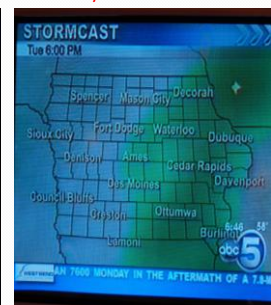 STORMCAST
Tue 6:00 PM
Spencer Mason City Decorah
Sioux City Fort Dodge Waterloo Dubuque
Denison Ames Cedar Rapids
Des Moines Davenport
Council Bluffs Creston Ottumwa
Burlington
Lamoni
6:46 58°
abc 5
AN 7600 MONDAY IN THE AFTERMATH OF A 7.8-M